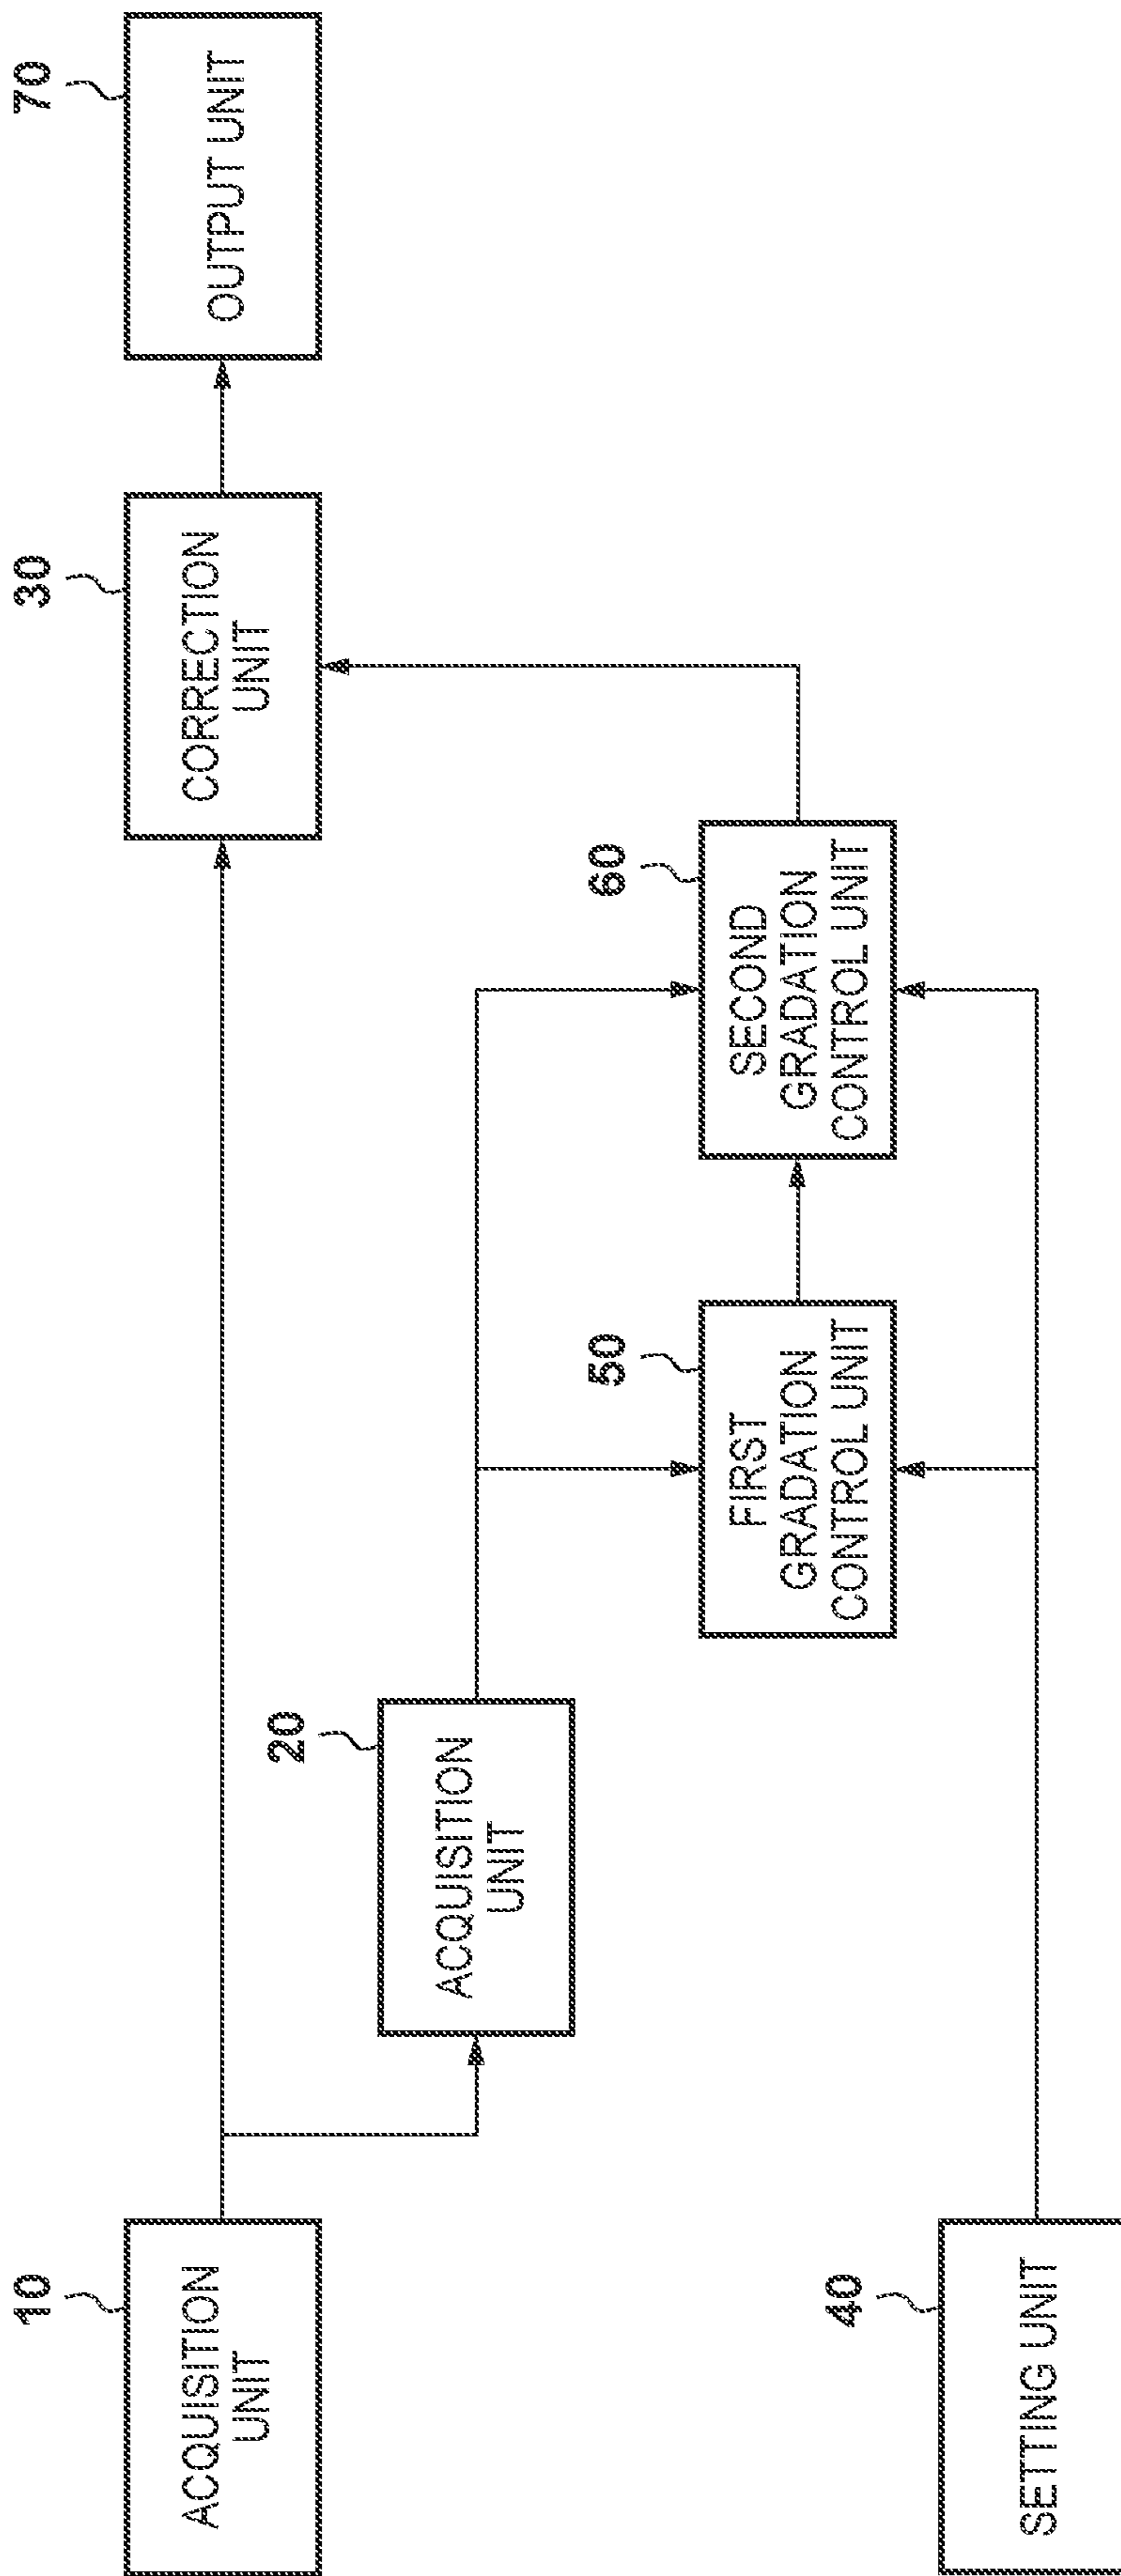 10
ACQUISITION
UNIT
30
CORRECTION
UNIT
70
OUTPUT UNIT
20
ACQUISITION
UNIT
50
FIRST
GRADATION
CONTROL UNIT
60
SECOND
GRADATION
CONTROL UNIT
40
SETTING UNIT